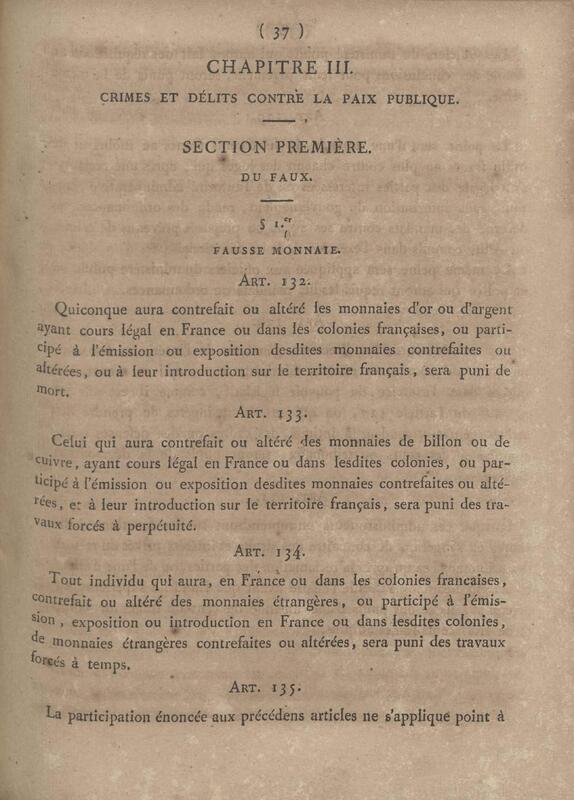 ( 37 )
CHAPITRE III.
CRIMES ET DÉLITS CONTRE LA PAIX PUBLIQUE.
SECTION PREMIÈRE.
DU FAUX.
§ 1.er
FAUSSE MONNAIE.
ART. 132.
Quiconque aura contrefait ou altéré les monnaies d'or ou d'argent
ayant cours légal en France ou dans les colonies françaises, ou parti-
cipé à l'émission ou exposition desdites monnaies contrefaites ou
altérées, ou à leur introduction sur le territoire français, sera puni de
mort.
ART. 133.
Celui qui aura contrefait ou altéré des monnaies de billon ou de
cuivre, ayant cours légal en France ou dans lesdites colonies, ou par-
ticipé à l'émission ou exposition desdites monnaies contrefaites ou alté-
rées, et à leur introduction sur le territoire français, sera puni des tra-
vaux forcés à perpétuité.
ART. 134.
Tout individu qui aura, en France ou dans les colonies francaises,
contrefait ou altéré des monnaies étrangères, ou participé à l'émis-
sion, exposition ou introduction en France ou dans lesdites colonies,
de monnaies étrangères contrefaites ou altérées, sera puni des travaux
forcés à temps.
ART. 135.
La participation énoncée aux précédens articles ne s'applique point à